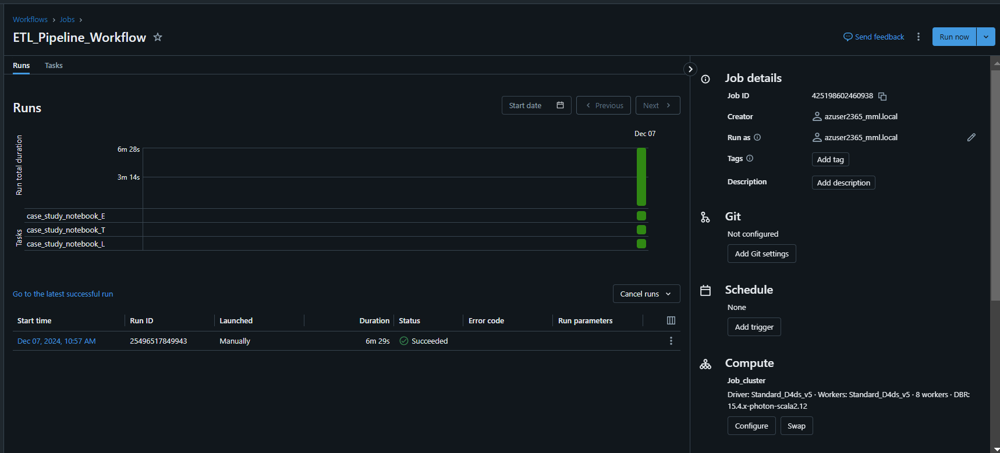 Workflows > Jobs >
ETL_Pipeline_Workflow
Send feedback
Run now
Runs Tasks
Runs
Start date
Previous
Next
Dec 07
Run total duration
6m 28s
3m 14s
Tasks
case_study_notebook_E
case_study_notebook_T
case_study_notebook_L
Go to the latest successful run
Cancel runs
Start time Run ID Launched Duration Status Error code Run parameters
Dec 07, 2024, 10:57 AM 25496517849943 Manually 6m 29s Succeeded
Job details
Job ID 425198602460938
Creator azuser2365_mml.local
Run as azuser2365_mml.local
Tags Add tag
Description Add description
Git
Not configured
Add Git settings
Schedule
None
Add trigger
Compute
Job_cluster
Driver: Standard_D4ds_v5 · Workers: Standard_D4ds_v5 · 8 workers · DBR:
15.4.x-photon-scala2.12
Configure Swap